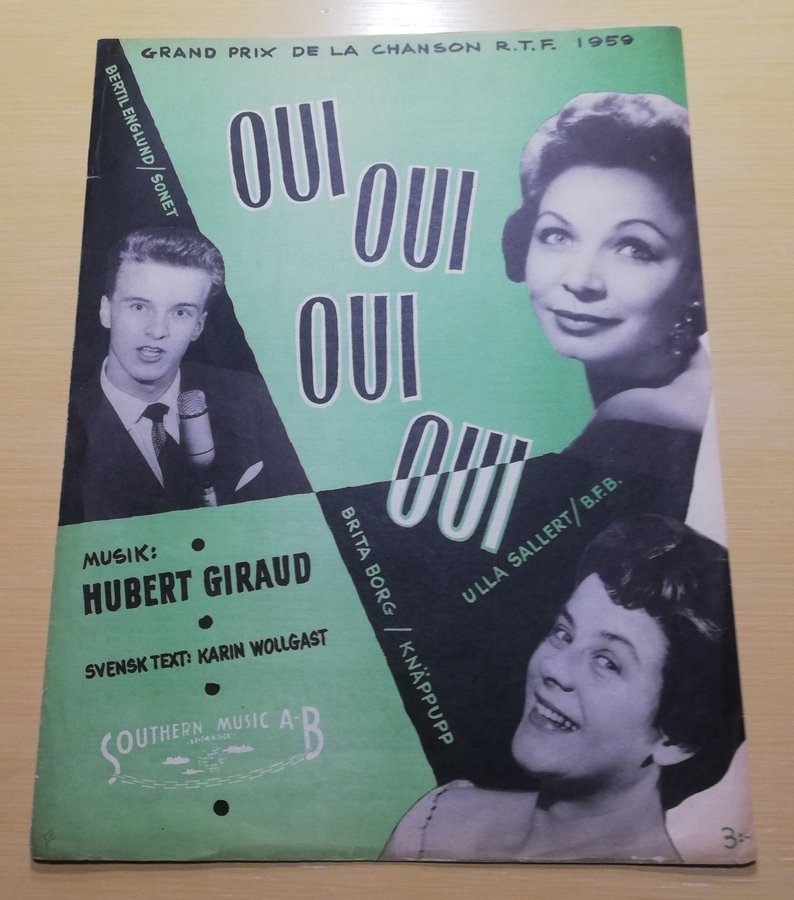 GRAND PRIX DE LA CHANSON R.T.F. 1959
BERTIL ENGLUND/SONET
OUI
OUI
OUI
OUI
ULLA SALLERT/B.F.B.
BRITA BORG / KNÄPPUPP
MUSIK:
HUBERT GIRAUD
SVENSK TEXT: KARIN WOLLGAST
SOUTHERN MUSIC A-B
3:-